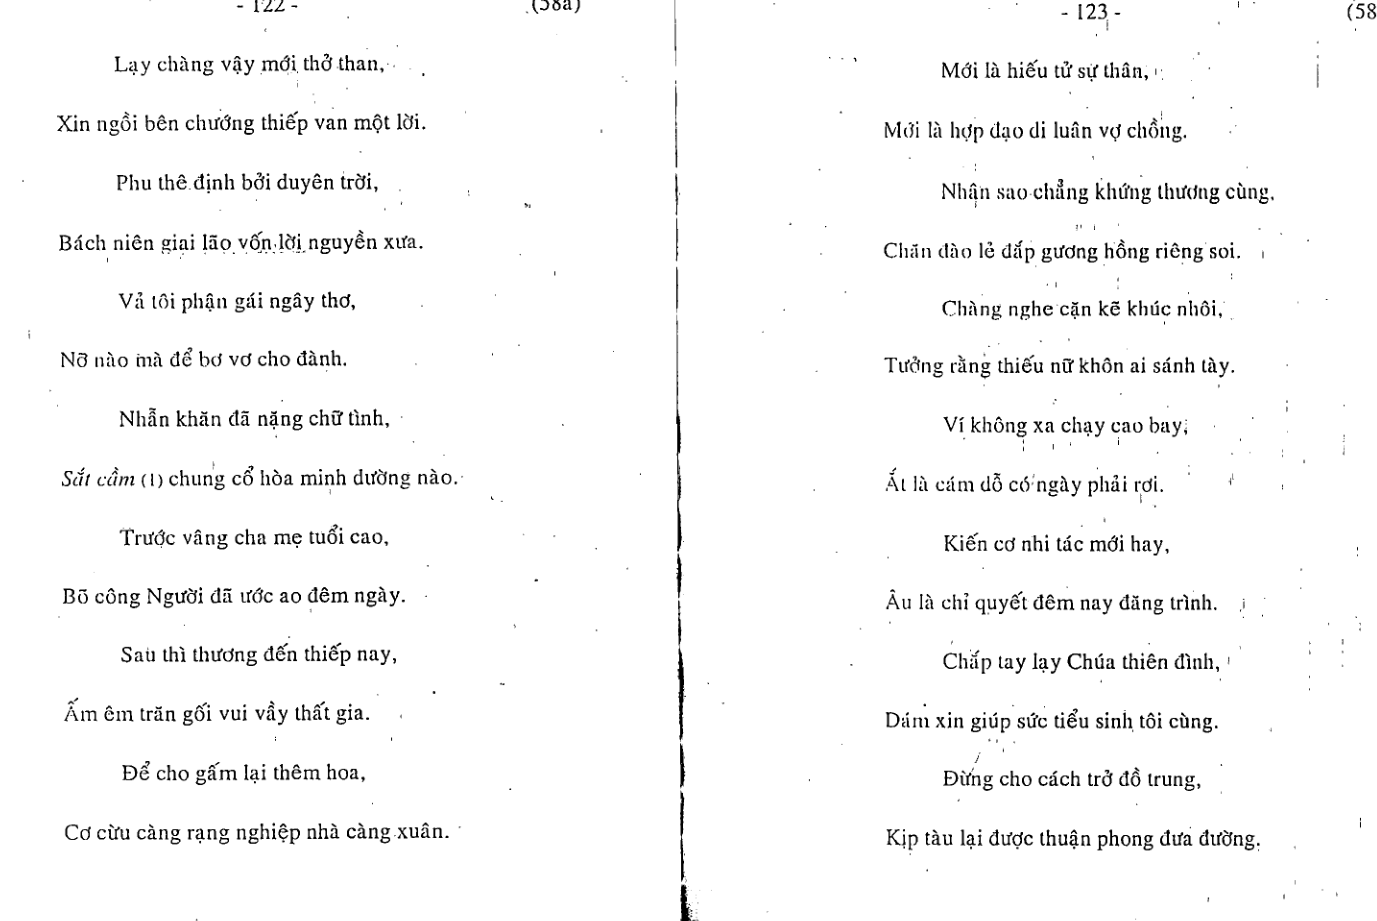 - 122 -
(58a)
Lạy chàng vậy mới thở than,
Xin ngồi bên chướng thiếp van một lời.
Phu thê định bởi duyên trời,
Bách niên giai lão vốn lời nguyền xưa.
Vả tôi phận gái ngây thơ,
Nỡ nào mà để bơ vơ cho đành.
Nhẫn khăn đã nặng chữ tình,
Sắt cầm (1) chung cổ hòa minh dường nào.
Trước vâng cha mẹ tuổi cao,
Bõ công Người đã ước ao đêm ngày.
Sau thì thương đến thiếp nay,
Ấm êm trăn gối vui vầy thất gia.
Để cho gấm lại thêm hoa,
Cơ cừu càng rạng nghiệp nhà càng xuân.
- 123 -
(58
Mới là hiếu tử sự thân,
Mới là hợp đạo di luân vợ chồng.
Nhận sao chẳng khứng thương cùng,
Chăn đào lẻ đắp gương hồng riêng soi.
Chàng nghe cặn kẽ khúc nhôi,
Tưởng rằng thiếu nữ khôn ai sánh tày.
Ví không xa chạy cao bay,
Ắt là cám dỗ có ngày phải rơi.
Kiến cơ nhi tác mới hay,
Âu là chỉ quyết đêm nay đăng trình.
Chắp tay lạy Chúa thiên đình,
Dám xin giúp sức tiểu sinh tôi cùng.
Đừng cho cách trở đồ trung,
Kịp tàu lại được thuận phong đưa đường.